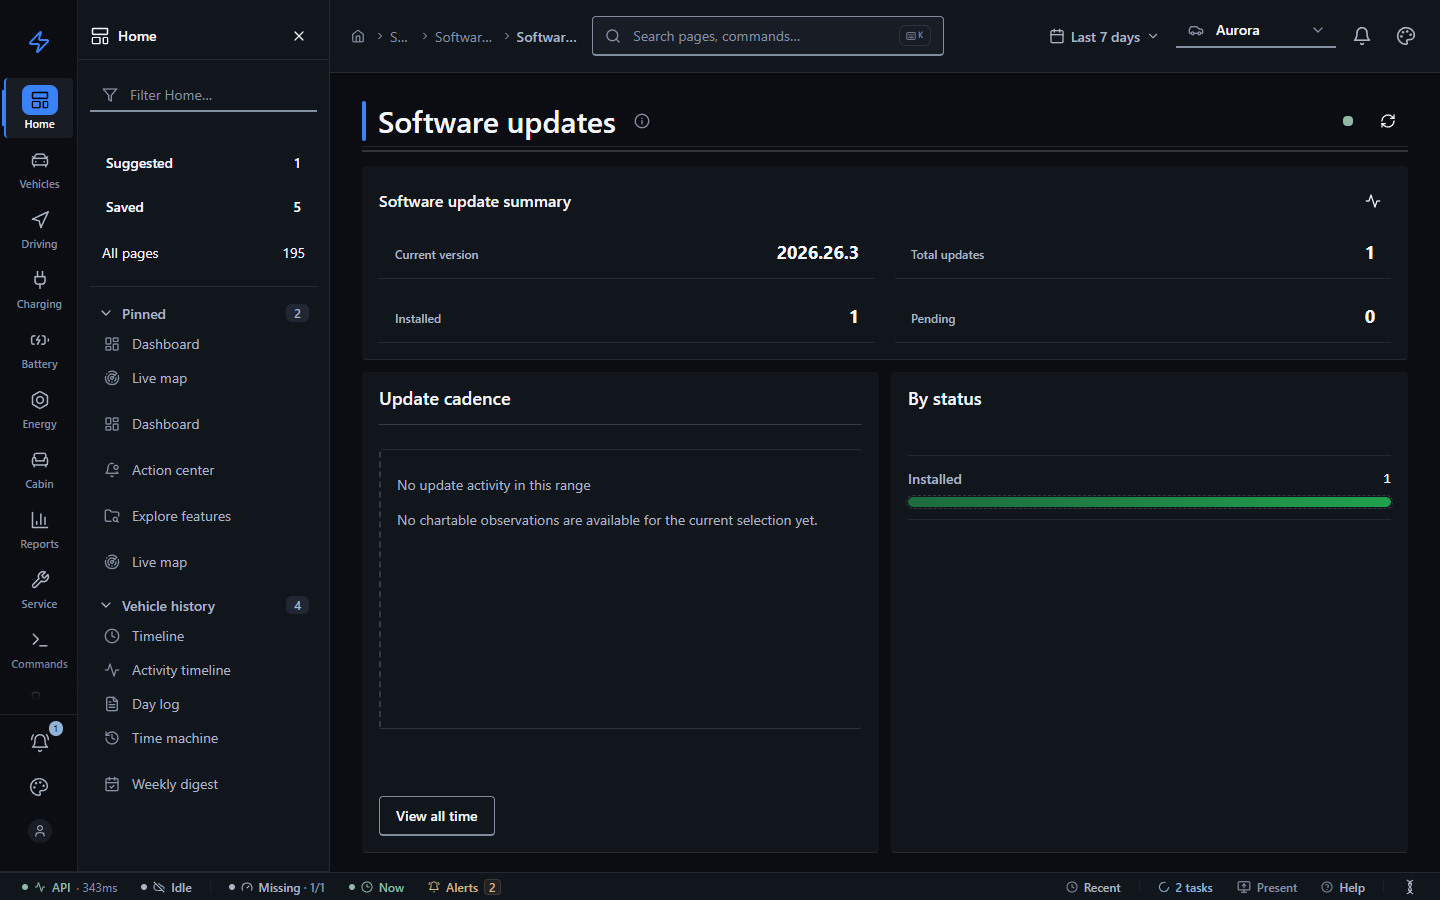 Home
Vehicles
Driving
Charging
Battery
Energy
Cabin
Reports
Service
Commands
1
Home
Filter Home...
Suggested 1
Saved 5
All pages 195
Pinned 2
Dashboard
Live map
Dashboard
Action center
Explore features
Live map
Vehicle history 4
Timeline
Activity timeline
Day log
Time machine
Weekly digest
S... Softwar... Softwar...
Search pages, commands... K
Last 7 days
Aurora
Software updates
Software update summary
Current version 2026.26.3
Total updates 1
Installed 1
Pending 0
Update cadence
No update activity in this range
No chartable observations are available for the current selection yet.
View all time
By status
Installed 1
API · 343ms Idle Missing · 1/1 Now Alerts 2 Recent 2 tasks Present Help